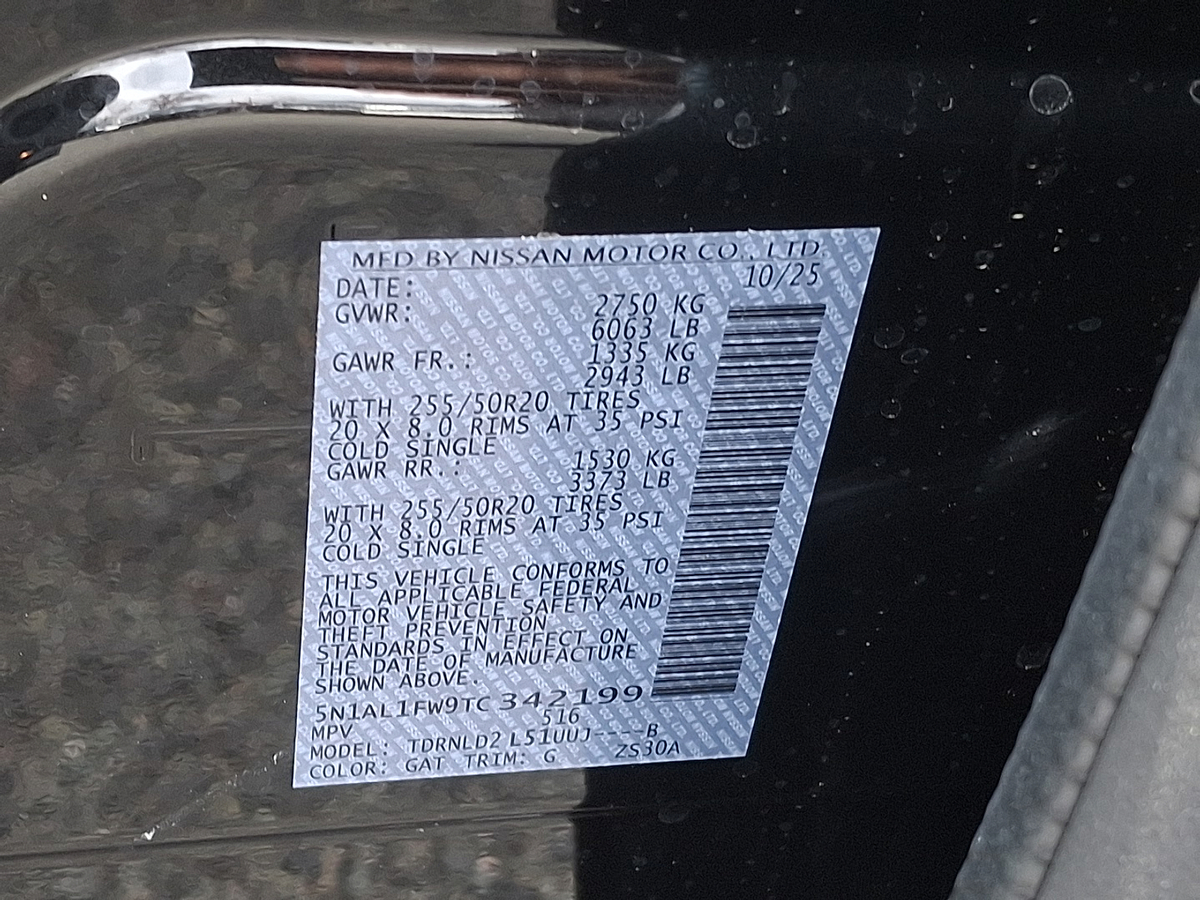 MFD BY NISSAN MOTOR CO., LTD.
DATE: 10/25
GVWR: 2750 KG
6063 LB
GAWR FR.: 1335 KG
2943 LB
WITH 255/50R20 TIRES
20 X 8.0 RIMS AT 35 PSI
COLD SINGLE
GAWR RR.: 1530 KG
3373 LB
WITH 255/50R20 TIRES
20 X 8.0 RIMS AT 35 PSI
COLD SINGLE
THIS VEHICLE CONFORMS TO
ALL APPLICABLE FEDERAL
MOTOR VEHICLE SAFETY AND
THEFT PREVENTION
STANDARDS IN EFFECT ON
THE DATE OF MANUFACTURE
SHOWN ABOVE.
5N1AL1FW9TC 342199
MPV 516
MODEL: TDRNLD2 L51UUJ----B
COLOR: GAT TRIM: G ZS30A